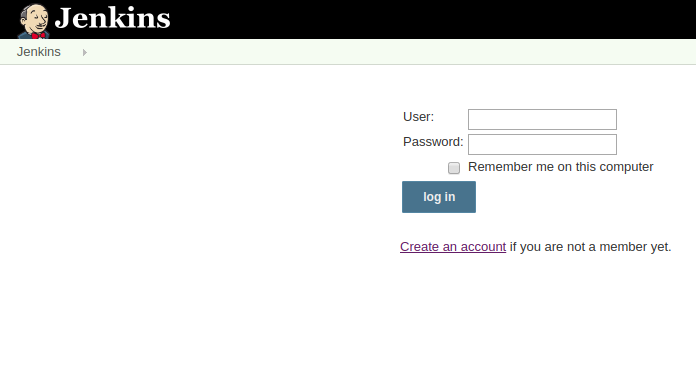 Jenkins
Jenkins
User:
Password:
Remember me on this computer
log in
Create an account if you are not a member yet.